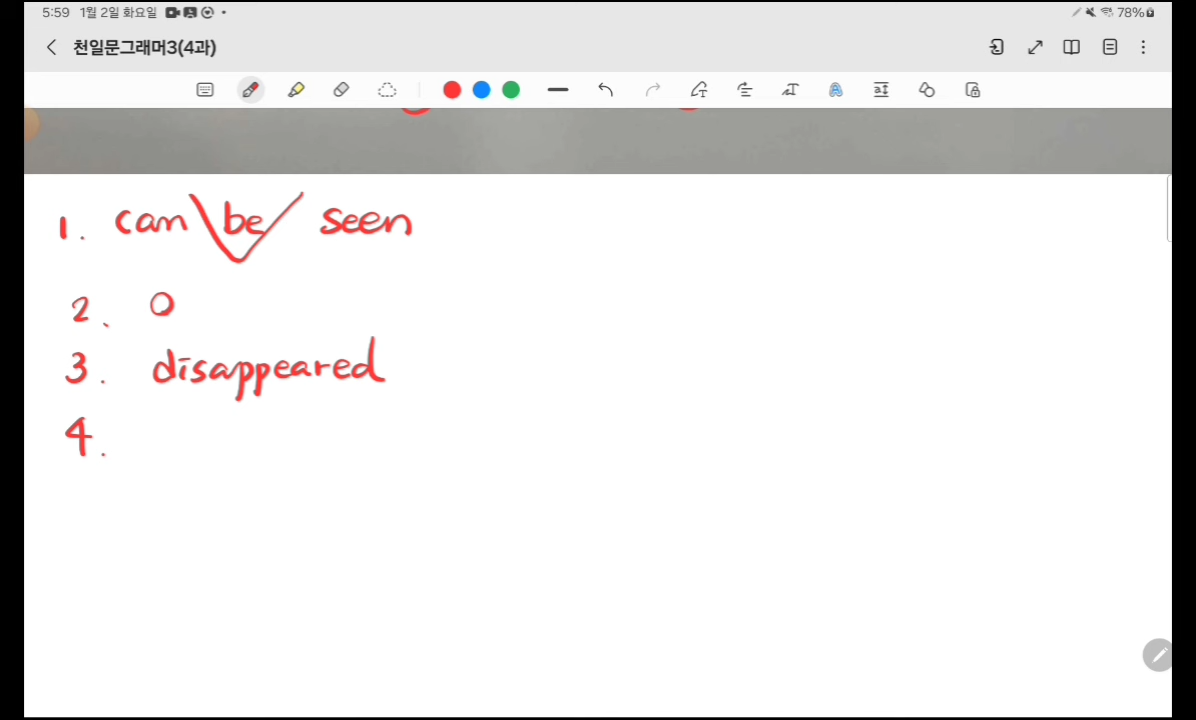 5:59 1월 2일 화요일 78%
천일문그래머3(4과)
1. can be seen
2. O
3. disappeared
4.